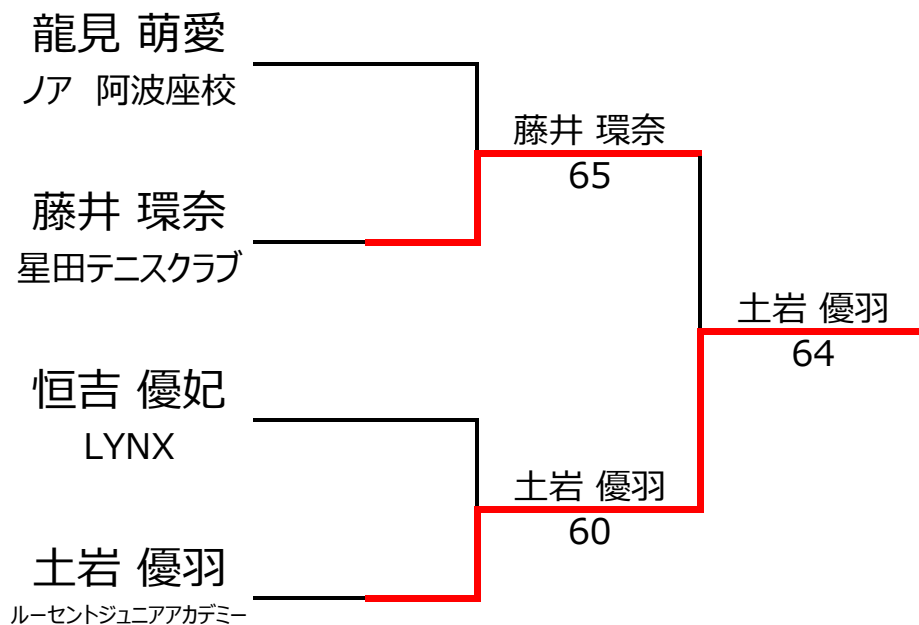 龍見 萌愛
ノア　阿波座校
藤井 環奈
65
藤井 環奈
星田テニスクラブ
土岩 優羽
64
恒吉 優妃
LYNX
土岩 優羽
60
土岩 優羽
ルーセントジュニアアカデミー